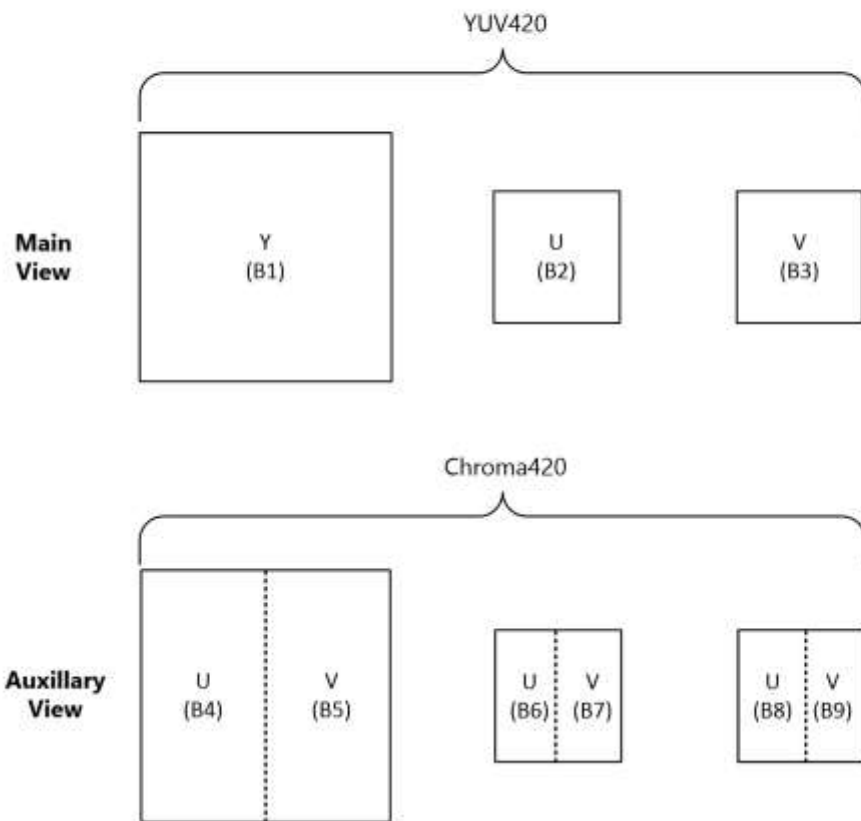 YUV420
Main
View
Y
(B1)
U
(B2)
V
(B3)
Chroma420
Auxillary
View
U
(B4)
V
(B5)
U
(B6)
V
(B7)
U
(B8)
V
(B9)